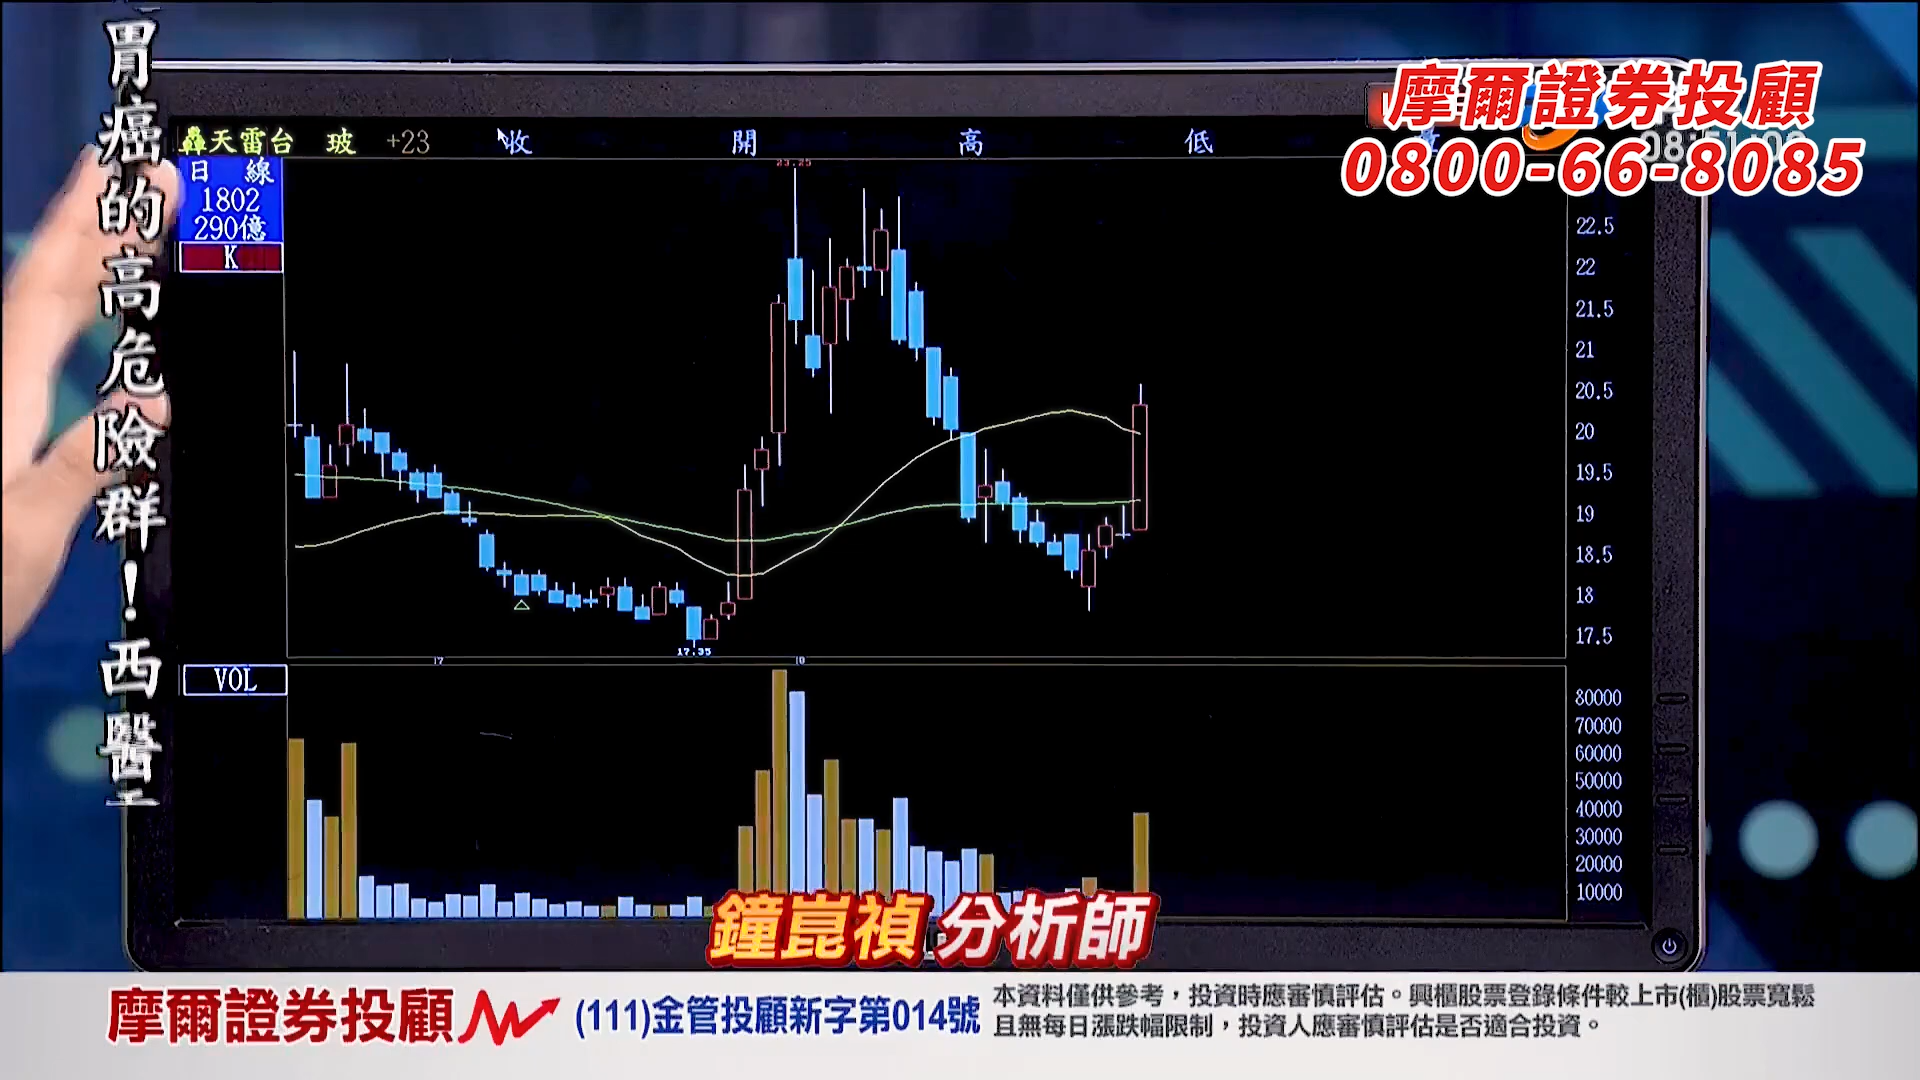 胃癌的高危險群！西醫
摩爾證券投顧
0800-66-8085
轟天雷台 玻 +23 收 開 高 低
日 線
1802
290億
K
23.25
22.5
22
21.5
21
20.5
20
19.5
19
18.5
18
17.5
17.35
VOL
80000
70000
60000
50000
40000
30000
20000
10000
鐘崑禎 分析師
摩爾證券投顧 (111)金管投顧新字第014號
本資料僅供參考，投資時應審慎評估。興櫃股票登錄條件較上市(櫃)股票寬鬆
且無每日漲跌幅限制，投資人應審慎評估是否適合投資。